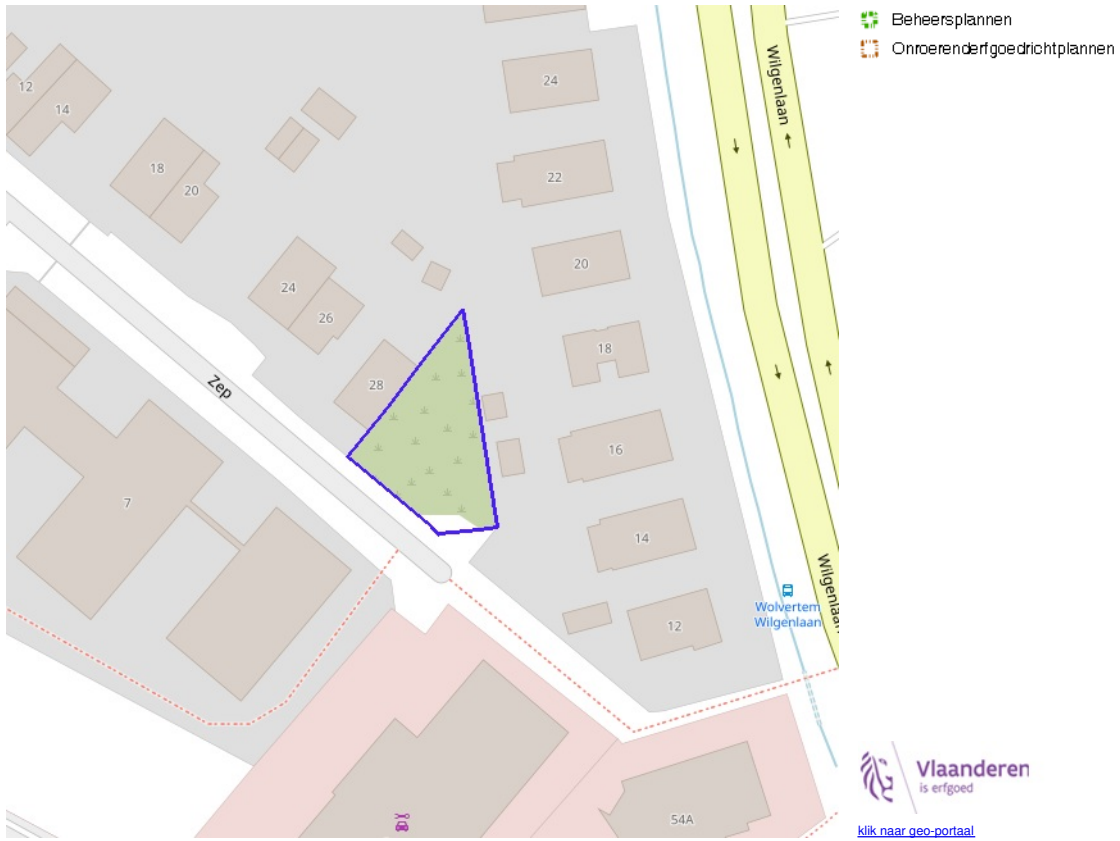 Beheersplannen
Onroerenderfgoedrichtplannen
Wilgenlaan
24
12
14
18
22
20
20
24
18
26
28
Zep
16
7
14
Wilgenlaan
Wolvertem
Wilgenlaan
12
54A
Vlaanderen
is erfgoed
klik naar geo-portaal